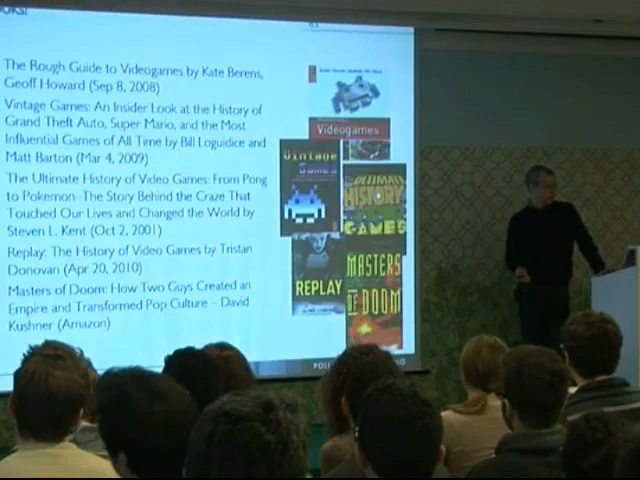 The Rough Guide to Videogames by Kate Berens,
Geoff Howard (Sep 8, 2008)
Vintage Games: An Insider Look at the History of
Grand Theft Auto, Super Mario, and the Most
Influential Games of All Time by Bill Loguidice and
Matt Barton (Mar 4, 2009)
The Ultimate History of Video Games: From Pong
to Pokemon--The Story Behind the Craze That
Touched Our Lives and Changed the World by
Steven L. Kent (Oct 2, 2001)
Replay: The History of Video Games by Tristan
Donovan (Apr 20, 2010)
Masters of Doom: How Two Guys Created an
Empire and Transformed Pop Culture – David
Kushner (Amazon)
Videogames
Vintage
Games
ULTIMATE
HISTORY
GAMES
REPLAY
MASTERS
OF DOOM